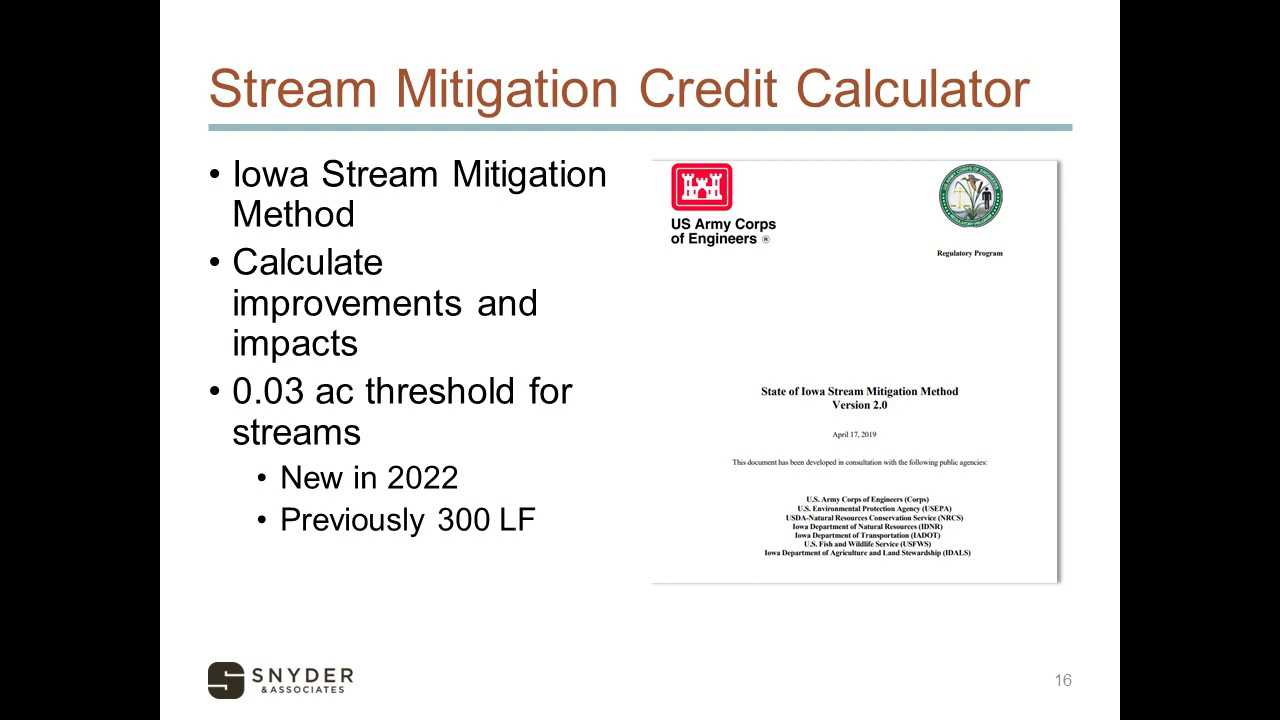 Stream Mitigation Credit Calculator
• Iowa Stream Mitigation
Method
• Calculate
improvements and
impacts
• 0.03 ac threshold for
streams
• New in 2022
• Previously 300 LF
US Army Corps
of Engineers ®
Regulatory Program
State of Iowa Stream Mitigation Method
Version 2.0
April 17, 2019
This document has been developed in consultation with the following public agencies:
U.S. Army Corps of Engineers (Corps)
U.S. Environmental Protection Agency (USEPA)
USDA-Natural Resources Conservation Service (NRCS)
Iowa Department of Natural Resources (IDNR)
Iowa Department of Transportation (IADOT)
U.S. Fish and Wildlife Service (USFWS)
Iowa Department of Agriculture and Land Stewardship (IDALS)
SNYDER
& ASSOCIATES
16